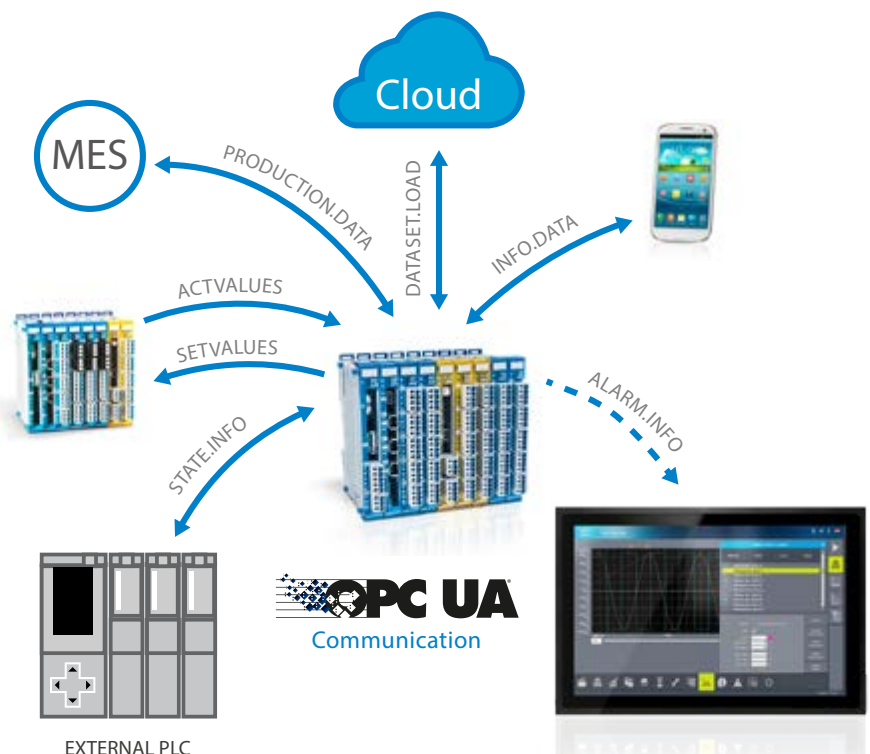 Cloud
MES
PRODUCTION.DATA
DATASET.LOAD
INFO.DATA
ACTVALUES
SETVALUES
STATE.INFO
ALARM.INFO
OPC UA
Communication
EXTERNAL PLC